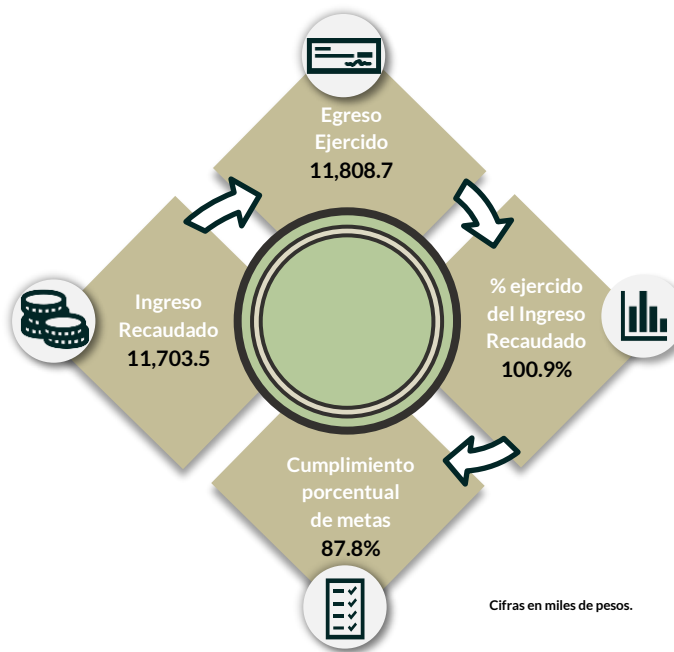 Egreso
Ejercido
11,808.7
Ingreso
Recaudado
11,703.5
% ejercido
del Ingreso
Recaudado
100.9%
Cumplimiento
porcentual
de metas
87.8%
Cifras en miles de pesos.